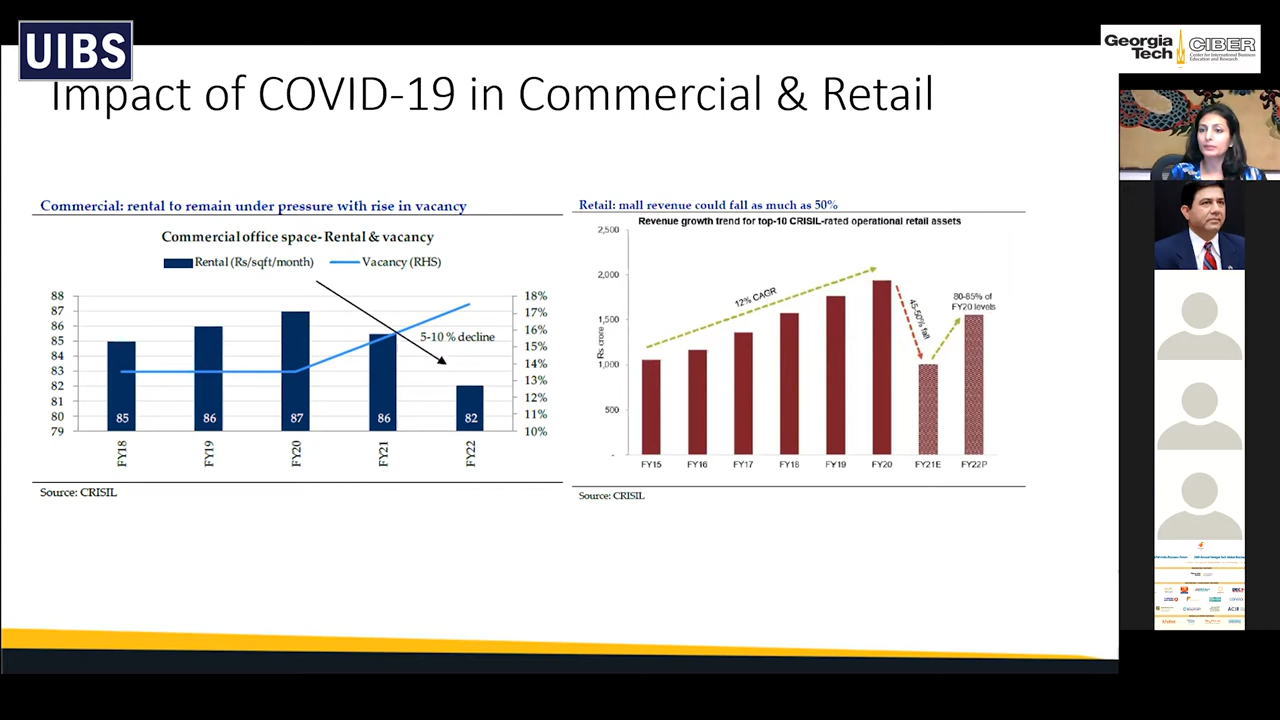 UIBS
Georgia
Tech
CIBER
Center for International Business
Education and Research
Impact of COVID-19 in Commercial & Retail
Commercial: rental to remain under pressure with rise in vacancy
Commercial office space- Rental & vacancy
Rental (Rs/sqft/month)
Vacancy (RHS)
88
87
86
85
84
83
82
81
80
79
18%
17%
16%
15%
14%
13%
12%
11%
10%
5-10 % decline
85
86
87
86
82
FY18
FY19
FY20
FY21
FY22
Source: CRISIL
Retail: mall revenue could fall as much as 50%
Revenue growth trend for top-10 CRISIL-rated operational retail assets
2,500
2,000
1,500
1,000
500
-
Rs crore
12% CAGR
45-50% fall
80-85% of
FY20 levels
FY15
FY16
FY17
FY18
FY19
FY20
FY21E
FY22P
Source: CRISIL